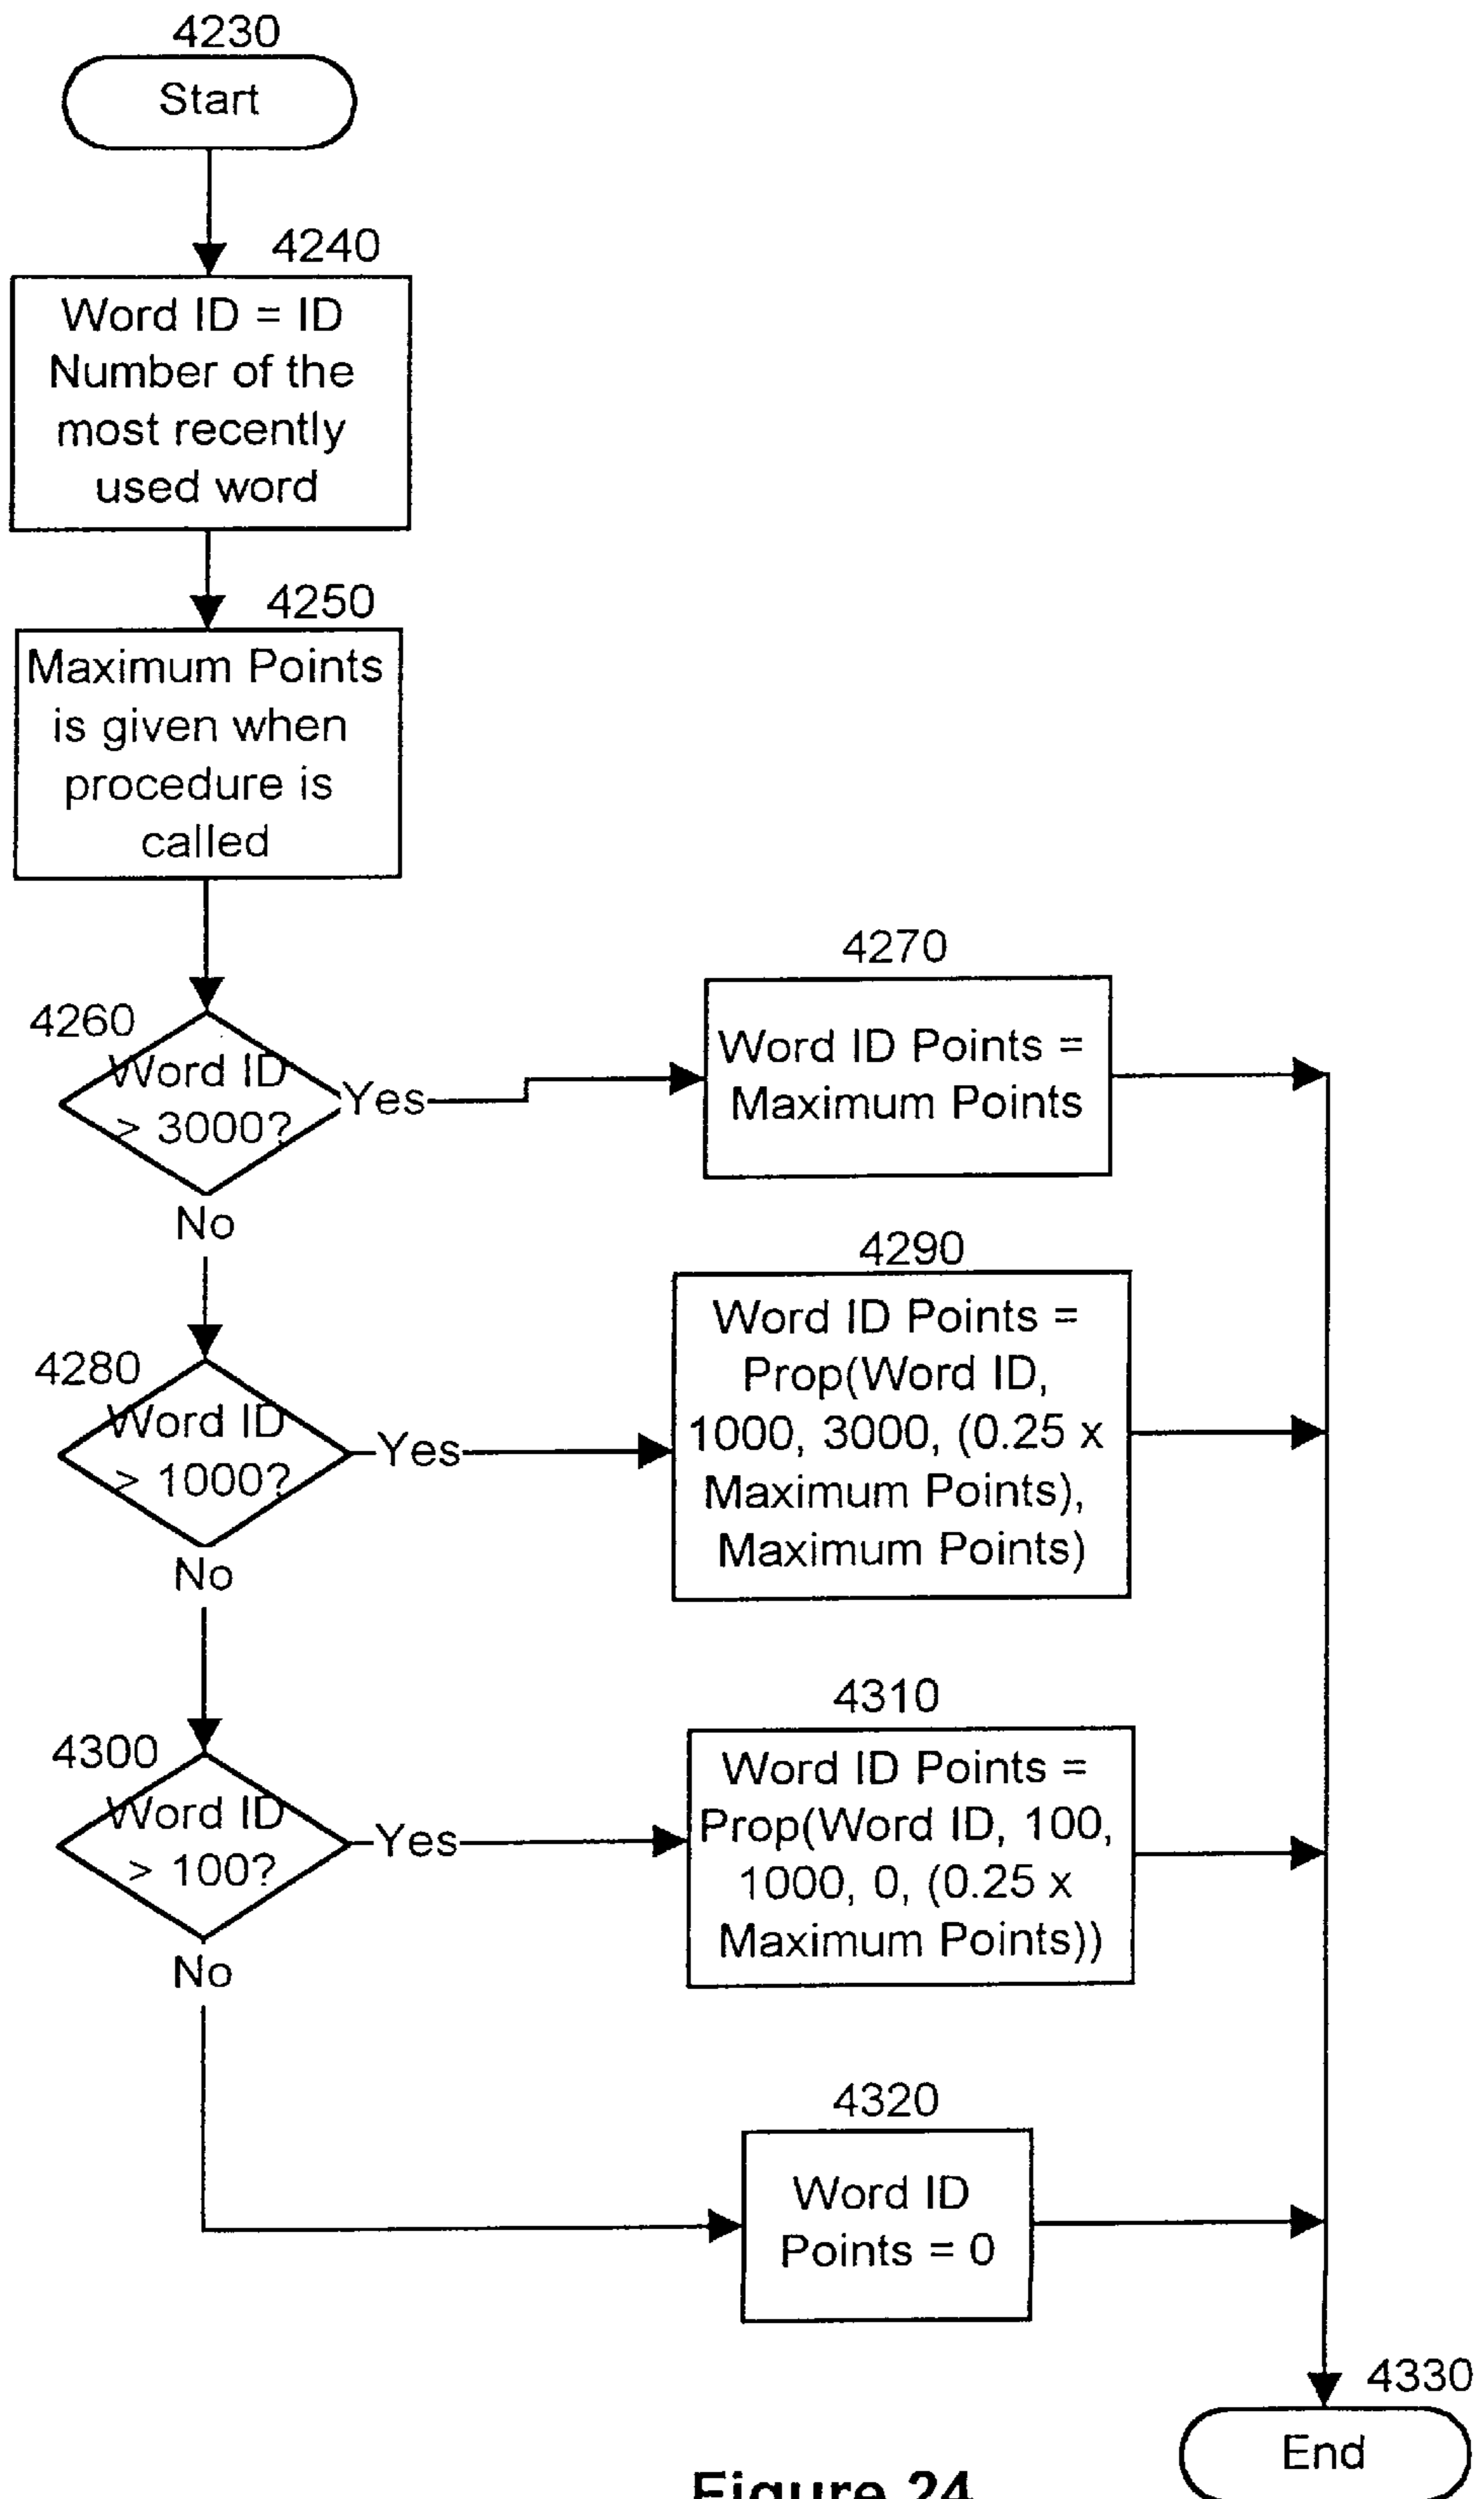 4230
Start
4240
Word ID = ID
Number of the
most recently
used word
4250
Maximum Points
is given when
procedure is
called
4260
Word ID
> 3000?
Yes
No
4270
Word ID Points =
Maximum Points
4280
Word ID
> 1000?
Yes
No
4290
Word ID Points =
Prop(Word ID,
1000, 3000, (0.25 x
Maximum Points),
Maximum Points)
4300
Word ID
> 100?
Yes
No
4310
Word ID Points =
Prop(Word ID, 100,
1000, 0, (0.25 x
Maximum Points))
4320
Word ID
Points = 0
4330
End
Figure 24